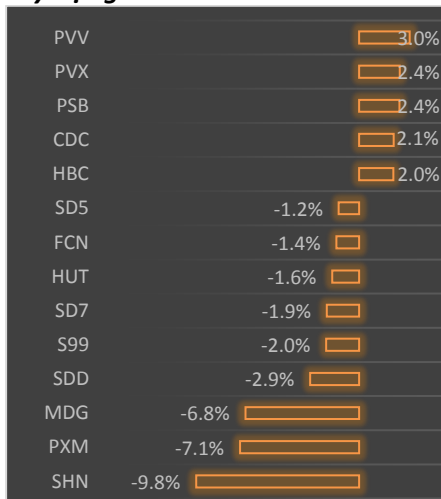 PVV 3.0%
PVX 2.4%
PSB 2.4%
CDC 2.1%
HBC 2.0%
SD5 -1.2%
FCN -1.4%
HUT -1.6%
SD7 -1.9%
S99 -2.0%
SDD -2.9%
MDG -6.8%
PXM -7.1%
SHN -9.8%